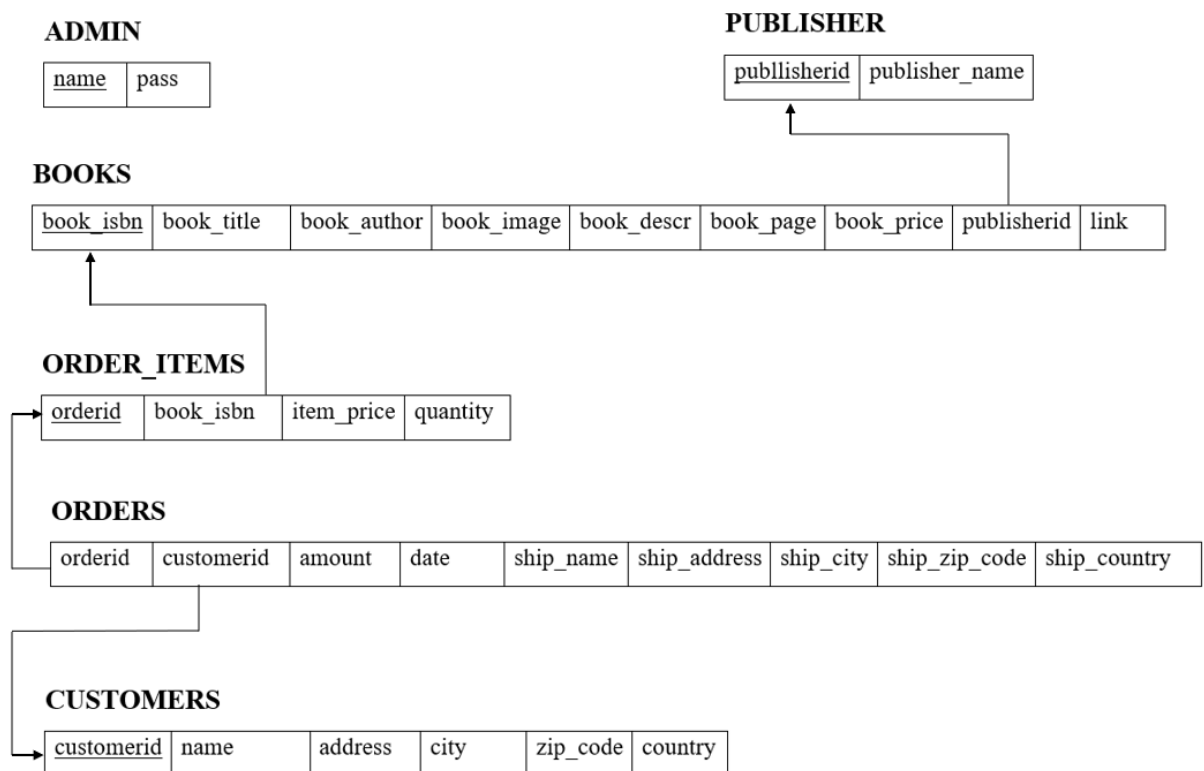 ADMIN
name pass
PUBLISHER
publlisherid publisher_name
BOOKS
book_isbn book_title book_author book_image book_descr book_page book_price publisherid link
ORDER_ITEMS
orderid book_isbn item_price quantity
ORDERS
orderid customerid amount date ship_name ship_address ship_city ship_zip_code ship_country
CUSTOMERS
customerid name address city zip_code country